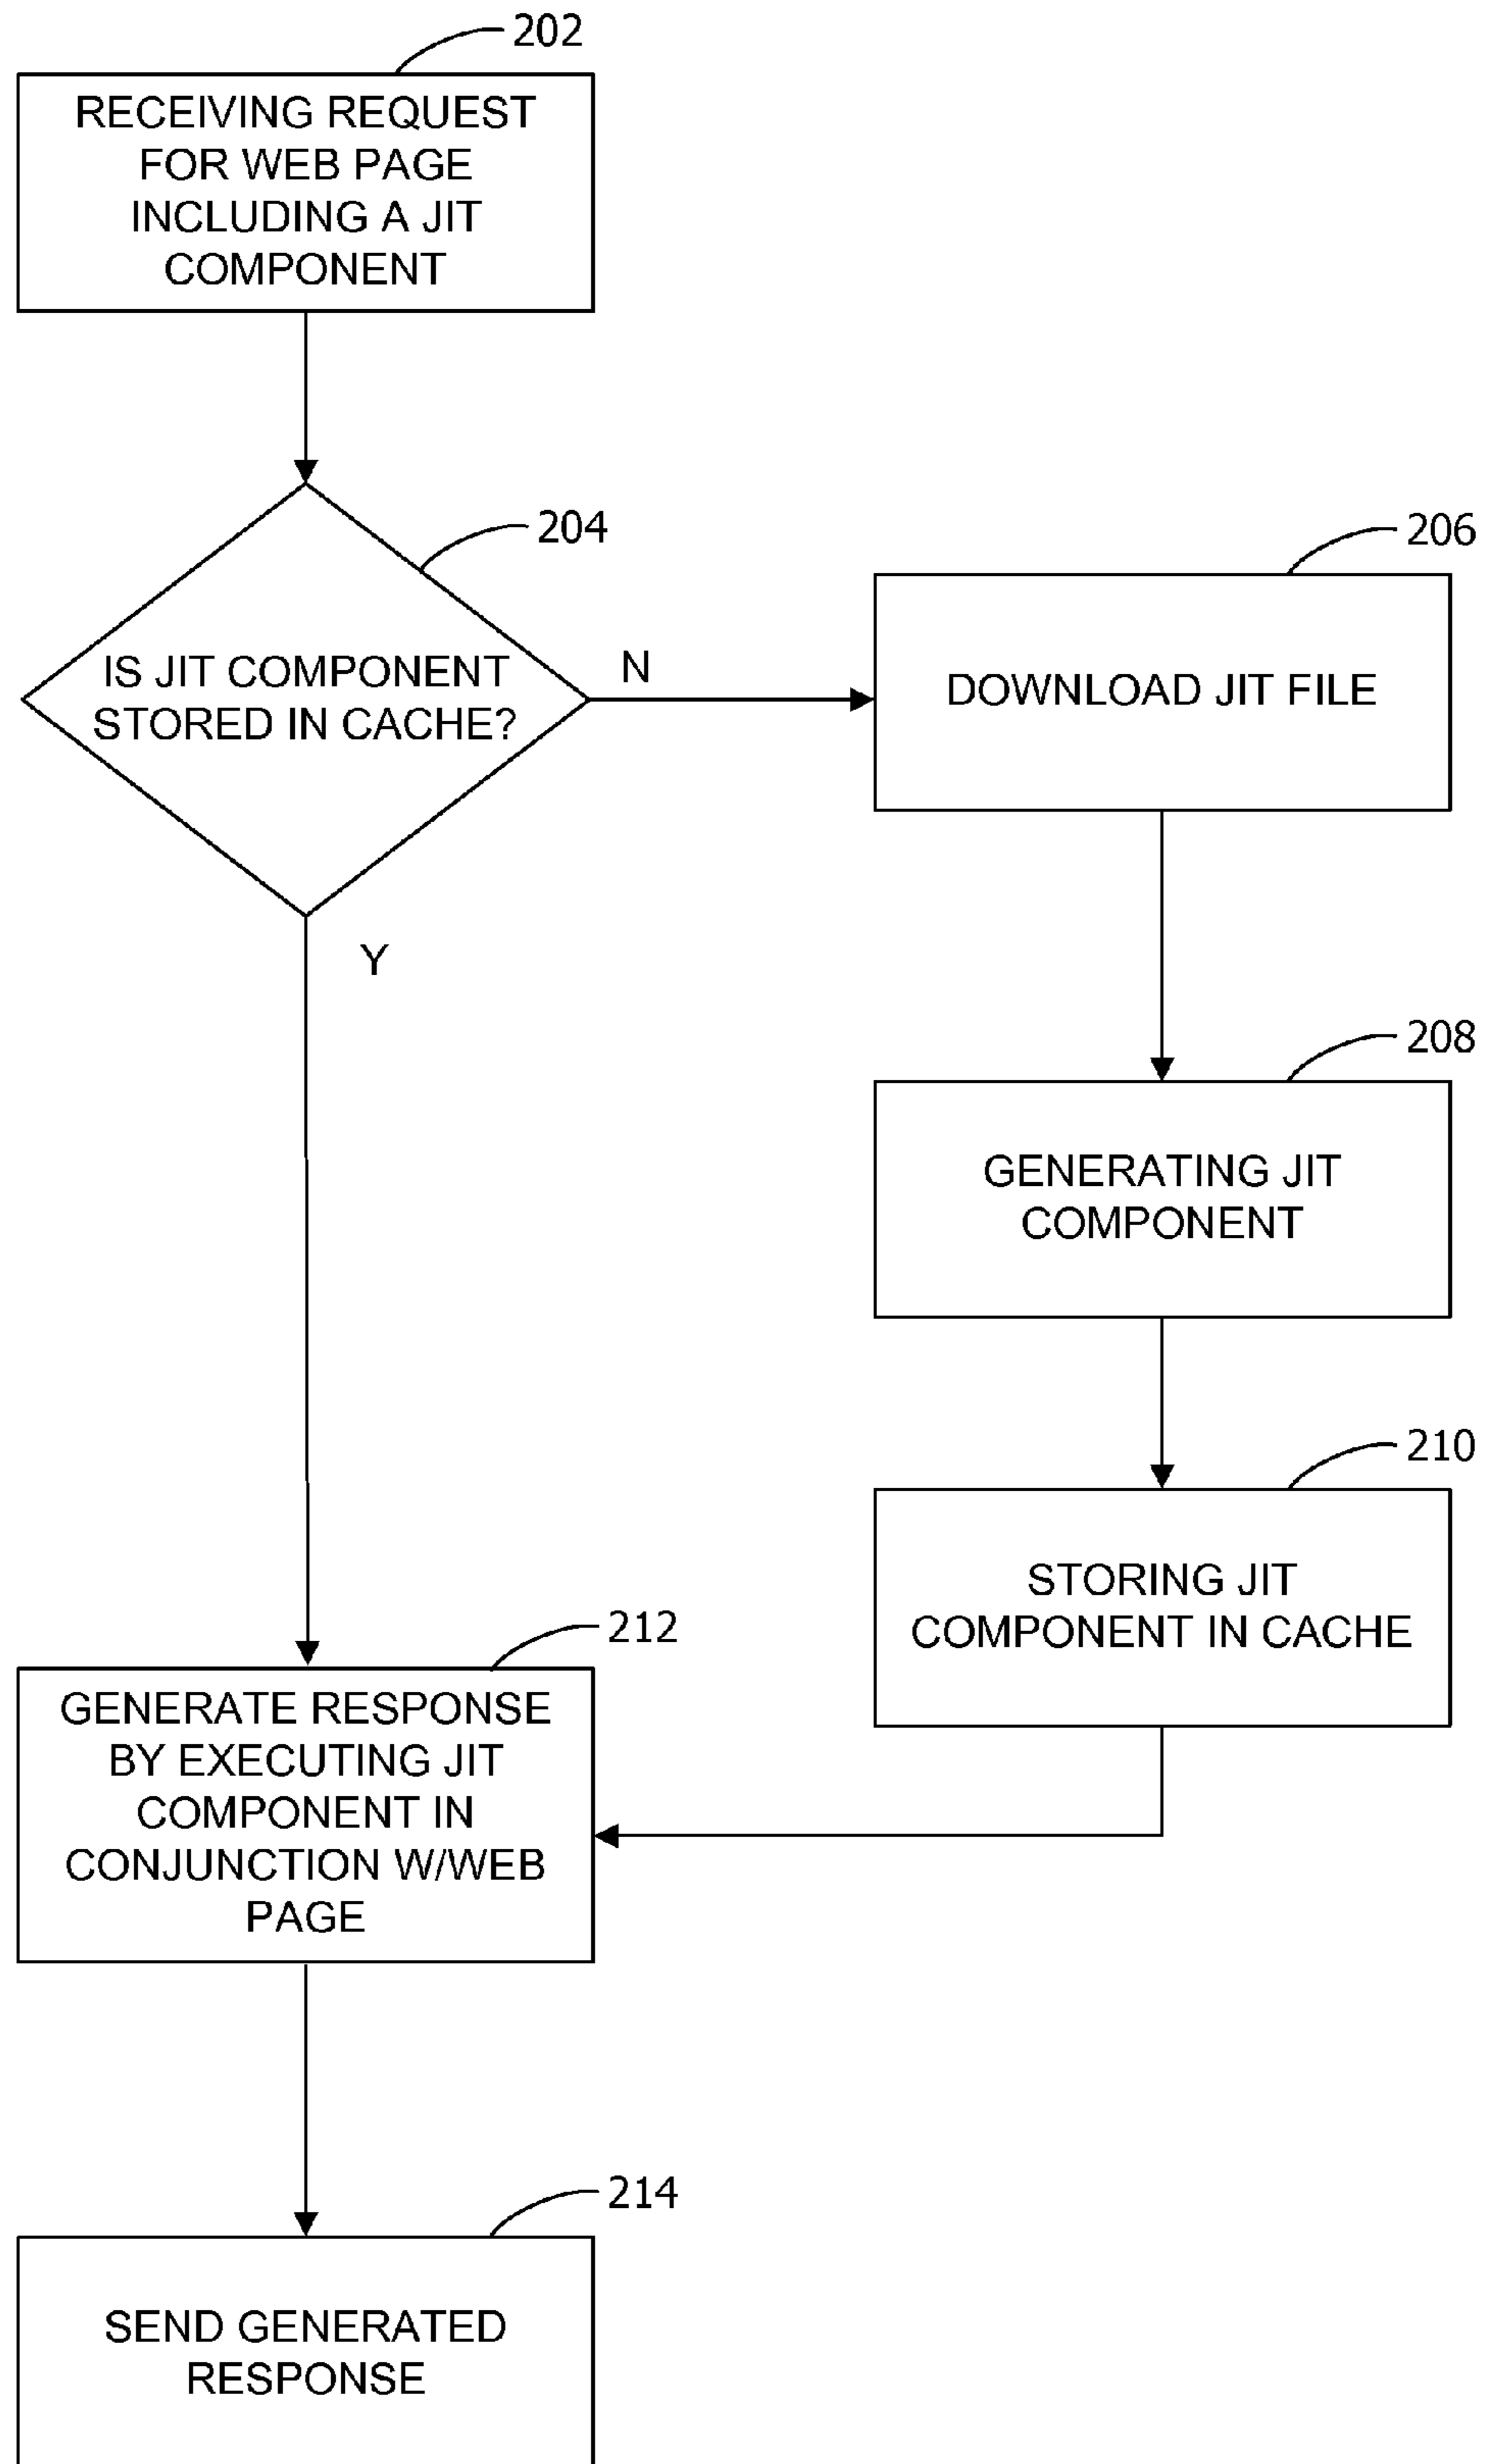 202
RECEIVING REQUEST
FOR WEB PAGE
INCLUDING A JIT
COMPONENT
204
IS JIT COMPONENT
STORED IN CACHE?
N
Y
206
DOWNLOAD JIT FILE
208
GENERATING JIT
COMPONENT
210
STORING JIT
COMPONENT IN CACHE
212
GENERATE RESPONSE
BY EXECUTING JIT
COMPONENT IN
CONJUNCTION W/WEB
PAGE
214
SEND GENERATED
RESPONSE